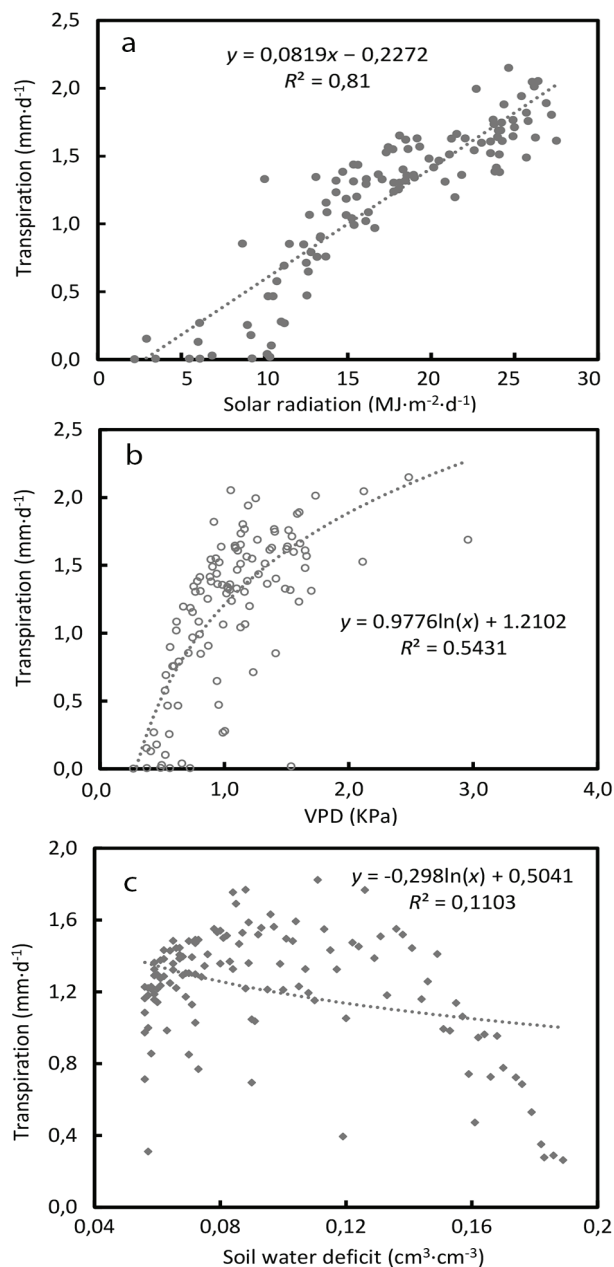 a
y = 0,0819x – 0,2272
R² = 0,81
Transpiration (mm·d⁻¹)
2,5
2,0
1,5
1,0
0,5
0,0
0 5 10 15 20 25 30
Solar radiation (MJ·m⁻²·d⁻¹)
b
y = 0.9776ln(x) + 1.2102
R² = 0.5431
Transpiration (mm·d⁻¹)
2,5
2,0
1,5
1,0
0,5
0,0
0,0 1,0 2,0 3,0 4,0
VPD (KPa)
c
y = -0,298ln(x) + 0,5041
R² = 0,1103
Transpiration (mm·d⁻¹)
2,0
1,6
1,2
0,8
0,4
0,0
0,04 0,08 0,12 0,16 0,2
Soil water deficit (cm³·cm⁻³)